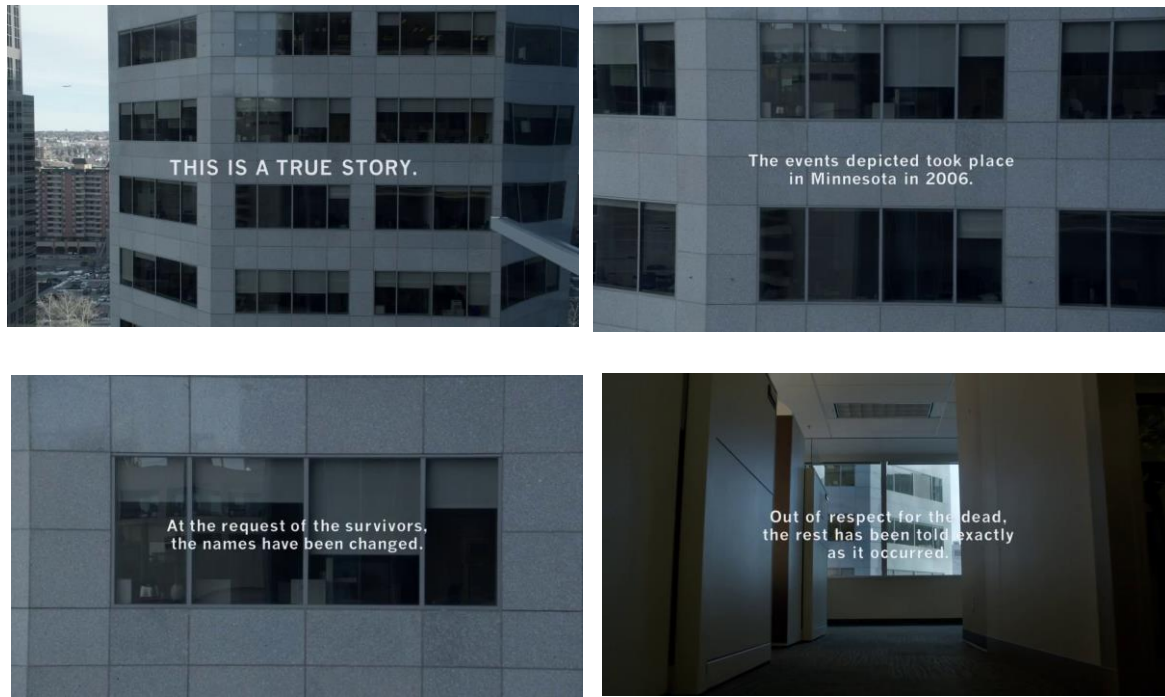 THIS IS A TRUE STORY.
The events depicted took place
in Minnesota in 2006.
At the request of the survivors,
the names have been changed.
Out of respect for the dead,
the rest has been told exactly
as it occurred.